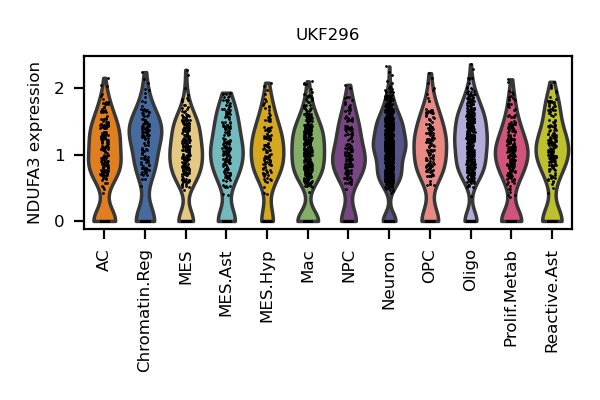 UKF296
NDUFA3 expression
2
1
0
AC
Chromatin.Reg
MES
MES.Ast
MES.Hyp
Mac
NPC
Neuron
OPC
Oligo
Prolif.Metab
Reactive.Ast